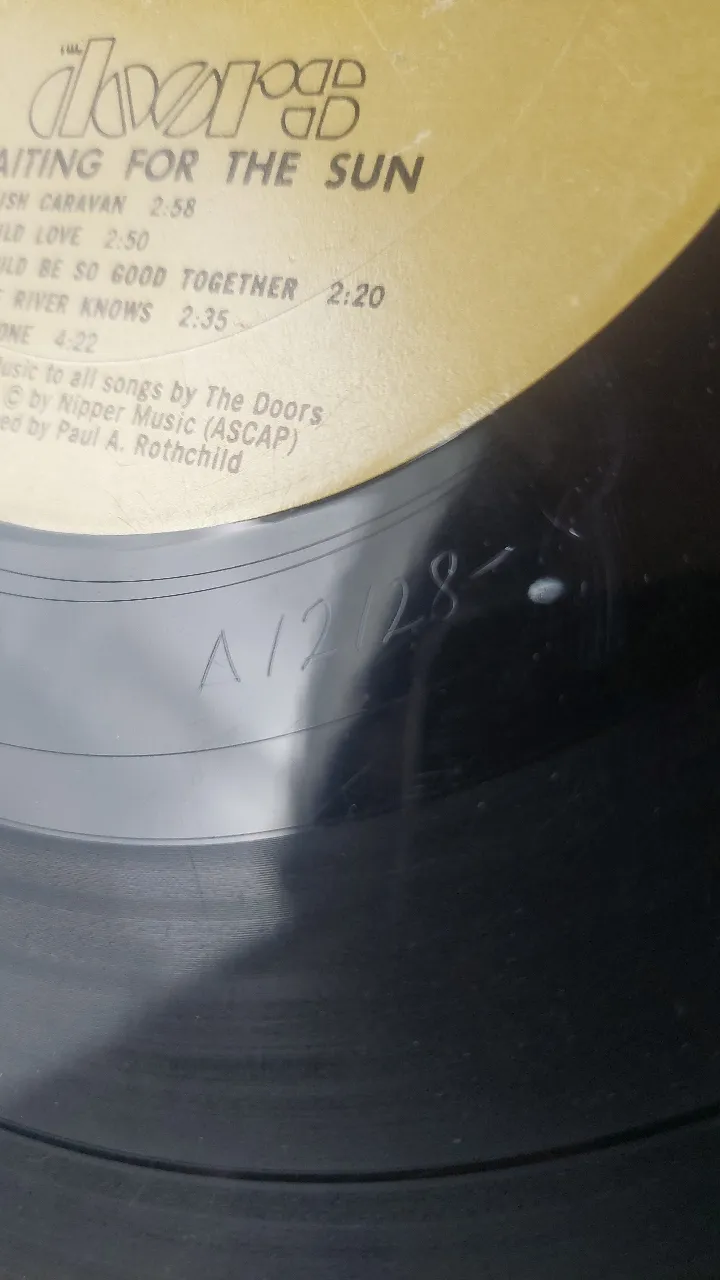 THE
doors
AITING FOR THE SUN
ISH CARAVAN 2:58
LD LOVE 2:50
ULD BE SO GOOD TOGETHER 2:20
E RIVER KNOWS 2:35
ONE 4:22
usic to all songs by The Doors,
© by Nipper Music (ASCAP)
ed by Paul A. Rothchild
A12128-